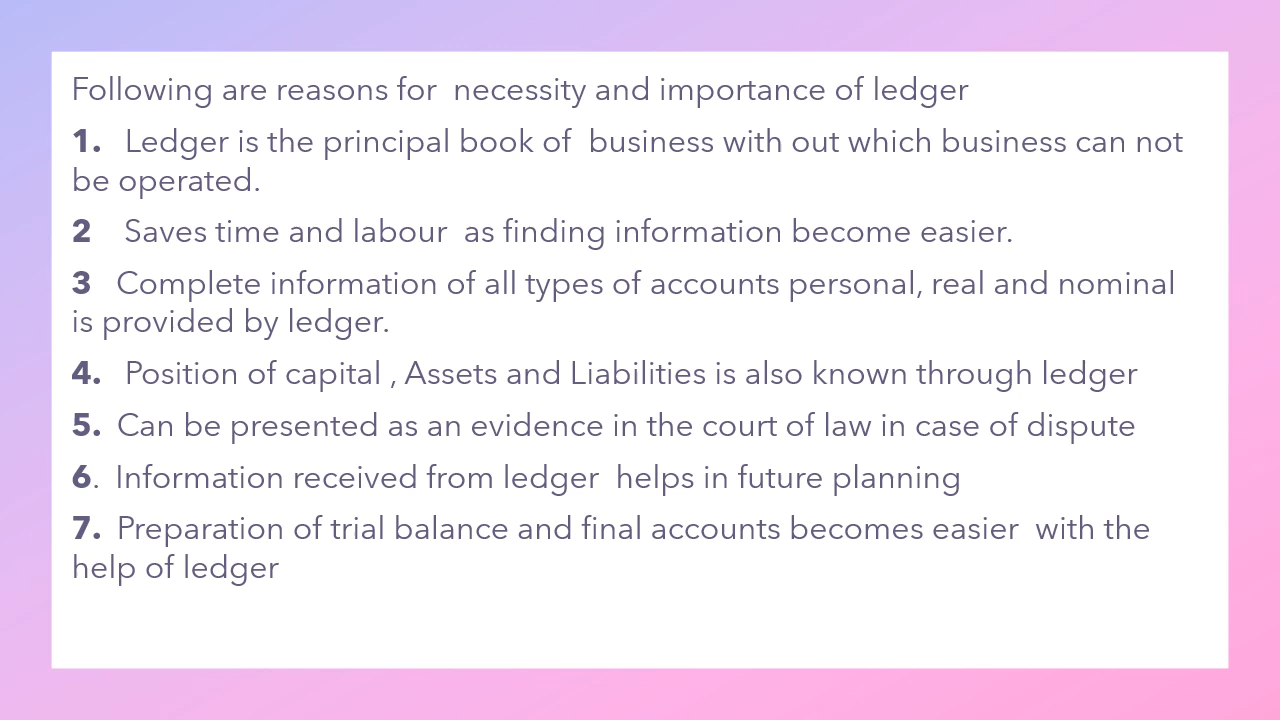 Following are reasons for  necessity and importance of ledger
1.   Ledger is the principal book of  business with out which business can not
be operated.
2    Saves time and labour  as finding information become easier.
3   Complete information of all types of accounts personal, real and nominal
is provided by ledger.
4.   Position of capital , Assets and Liabilities is also known through ledger
5.  Can be presented as an evidence in the court of law in case of dispute
6.  Information received from ledger  helps in future planning
7.  Preparation of trial balance and final accounts becomes easier  with the
help of ledger